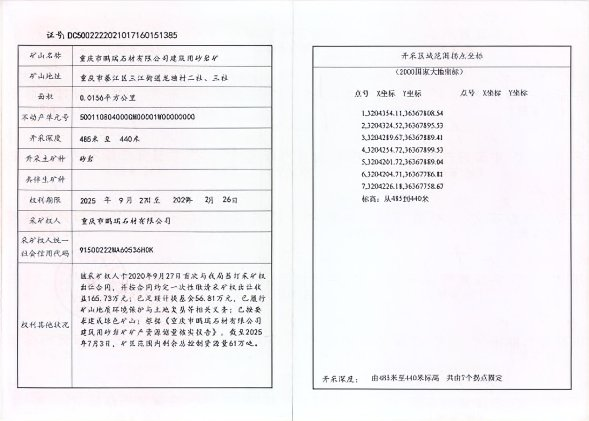 证号: DC5002222021017160151385
矿山名称 重庆市鹏瑞石材有限公司建筑用砂岩矿
矿山地址 重庆市綦江区三江街道龙独村二社、三社
面积 0.0156平方公里
不动产单元号
开采深度 485米 至 440米
开采主矿种 砂岩
共伴生矿种
权利期限 2025 年 9 月 27日 至 2028年 2月 26日
采矿权人 重庆市鹏瑞石材有限公司
采矿权人统一
社会信用代码 91500222MA60536H0K
该采矿权人于2020年9月27日首次与我局签订采矿权
出让合同，并按合同约定一次性缴清采矿权出让收
益165.73万元；已足额计提基金56.81万元，已履行
矿山地质环境保护与土地复垦等相关义务；已按要
求建成绿色矿山；根据《重庆市鹏瑞石材有限公司
建筑用砂岩矿矿产资源储量核实报告》，截至2025
年7月3日，矿区范围内剩余总控制资源量61万吨。
权利其他状况
开采区域范围拐点坐标
(2000国家大地坐标)
点号 X坐标 Y坐标 点号 X坐标 Y坐标
1,3204354.11,36367808.54
2,3204324.52,36367895.53
3,3204289.67,36367489.41
4,3204254.72,36367899.53
5,3204201.72,36367889.04
6,3204204.71,36367786.81
7,3204226.18,36367758.67
标高：从485到440米
开采深度： 由485米至440米标高 共由7个拐点圈定